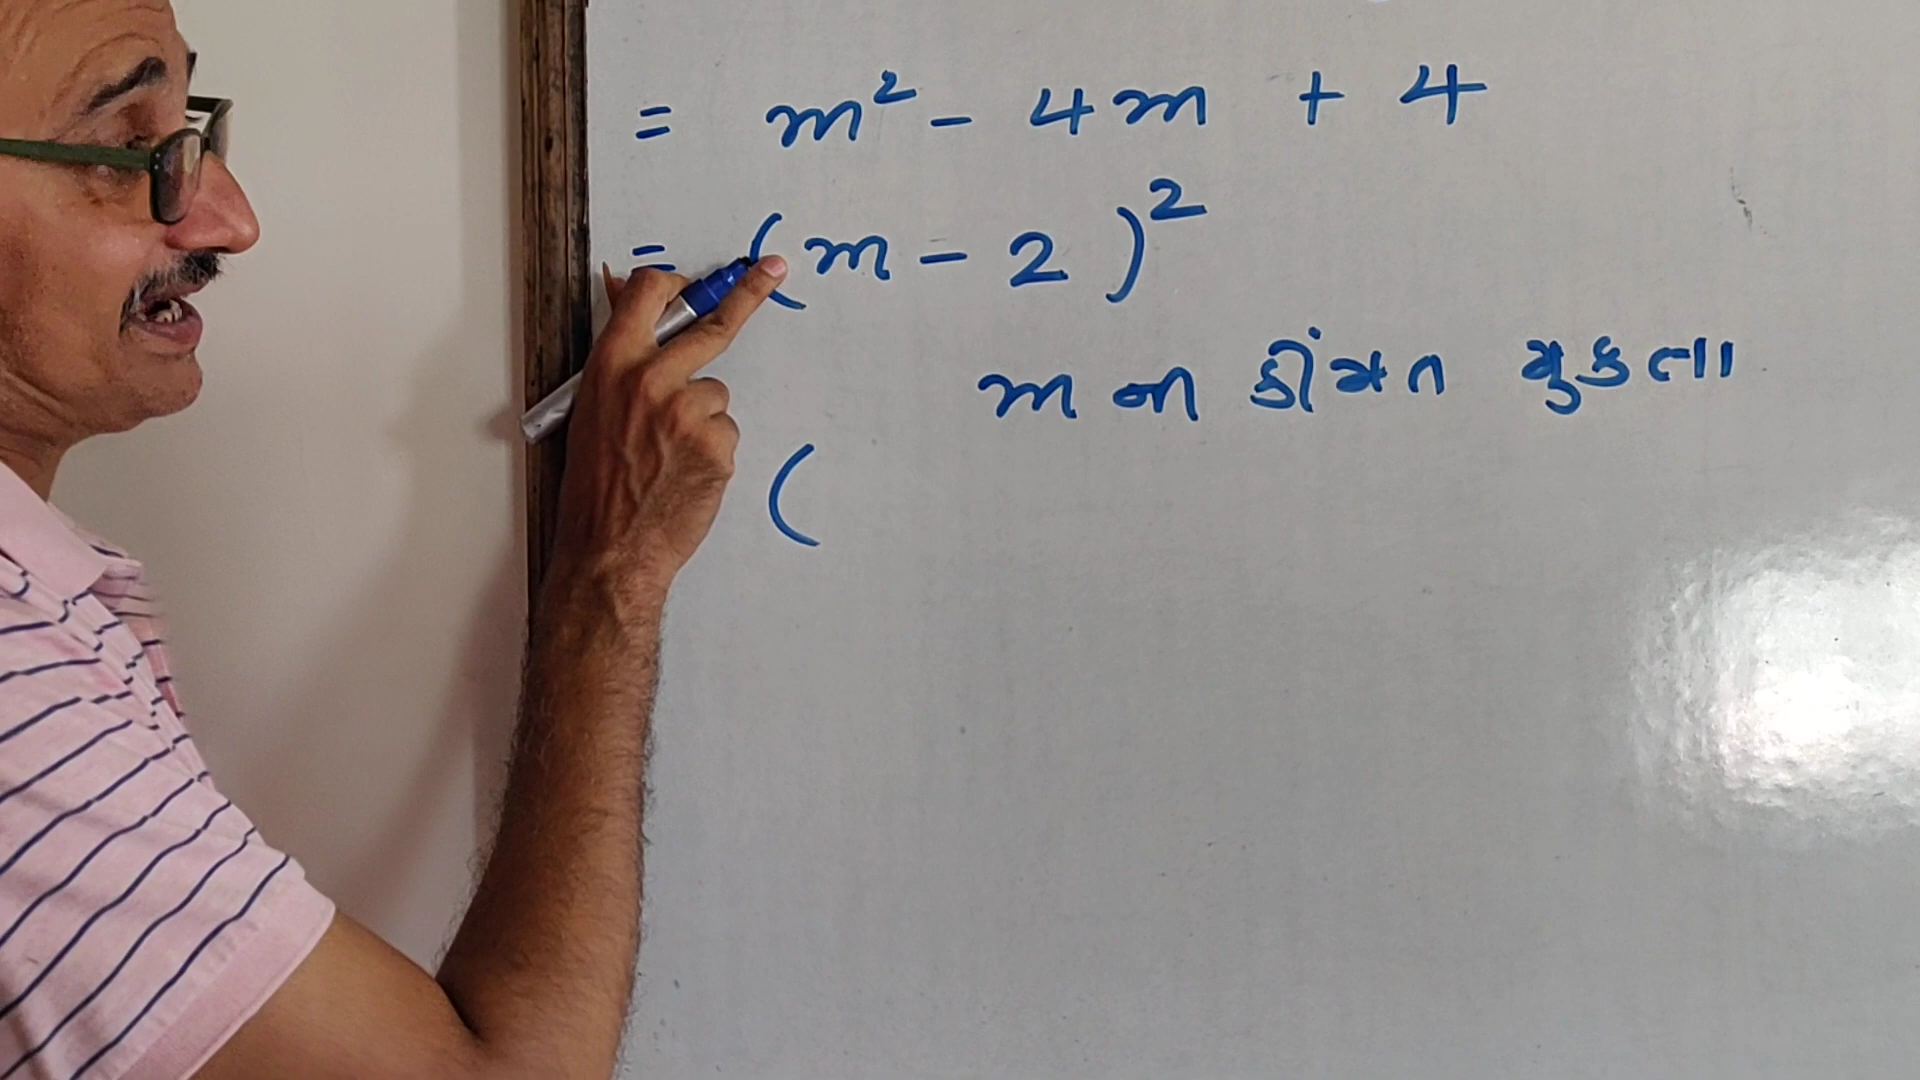 = m² - 4m + 4
= (m - 2)²
m ની કીંમત મુકતા
(